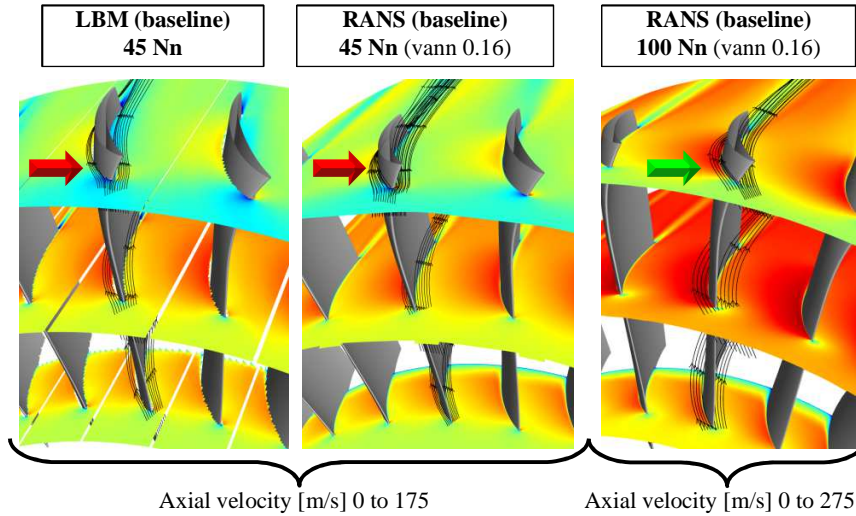 LBM (baseline)
45 Nn
RANS (baseline)
45 Nn (vann 0.16)
RANS (baseline)
100 Nn (vann 0.16)
Axial velocity [m/s] 0 to 175
Axial velocity [m/s] 0 to 275